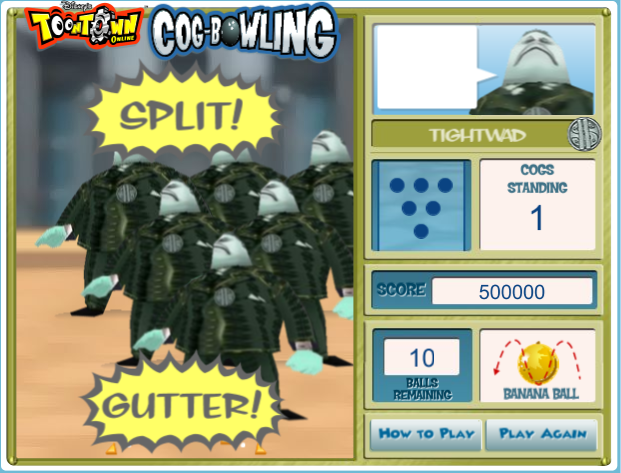 Disney's
TOONTOWN
ONLINE
COG-BOWLING
SPLIT!
GUTTER!
TIGHTWAD
COGS
STANDING
1
SCORE 500000
10
BALLS
REMAINING
BANANA BALL
HOW TO PLAY PLAY AGAIN